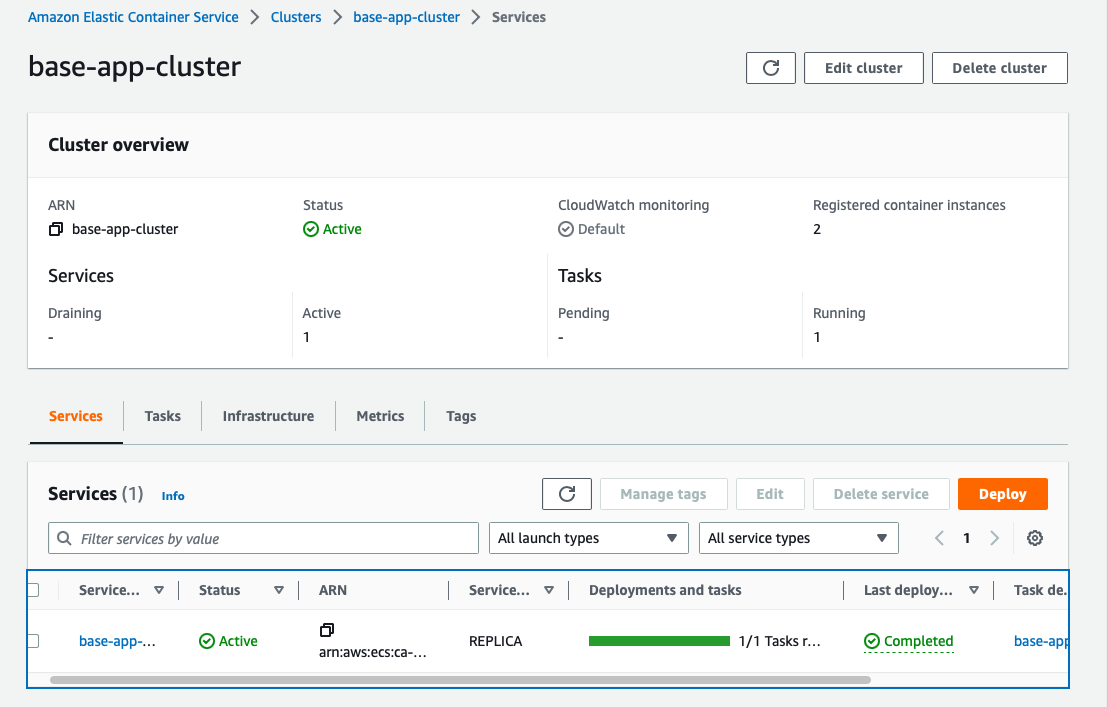 Amazon Elastic Container Service > Clusters > base-app-cluster > Services
base-app-cluster
Edit cluster
Delete cluster
Cluster overview
ARN
base-app-cluster
Status
Active
CloudWatch monitoring
Default
Registered container instances
2
Services
Draining
-
Active
1
Tasks
Pending
-
Running
1
Services
Tasks
Infrastructure
Metrics
Tags
Services (1) Info
Manage tags
Edit
Delete service
Deploy
Filter services by value
All launch types
All service types
1
Service...
Status
ARN
Service...
Deployments and tasks
Last deploy...
Task de.
base-app-...
Active
arn:aws:ecs:ca-...
REPLICA
1/1 Tasks r...
Completed
base-app